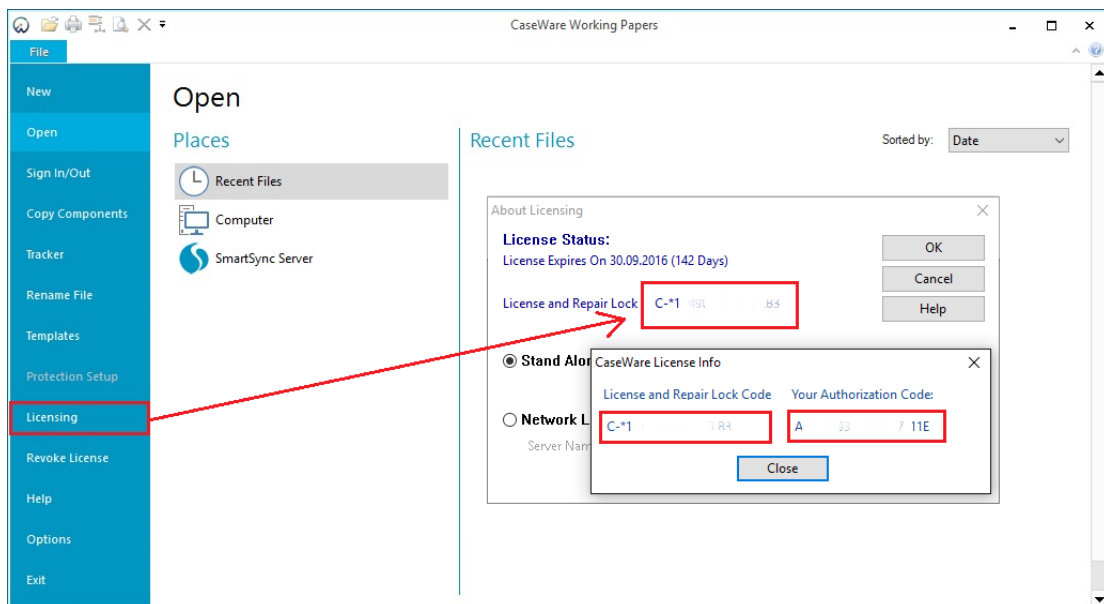 CaseWare Working Papers
File
New
Open
Sign In/Out
Copy Components
Tracker
Rename File
Templates
Protection Setup
Licensing
Revoke License
Help
Options
Exit
Open
Places
Recent Files
Computer
SmartSync Server
Recent Files
Sorted by:
Date
About Licensing
License Status:
License Expires On 30.09.2016 (142 Days)
License and Repair Lock
C-*1
B3
OK
Cancel
Help
Stand Alor
Network L
Server Nam
CaseWare License Info
License and Repair Lock Code
Your Authorization Code:
C-*1
B3
A 33 7 11E
Close